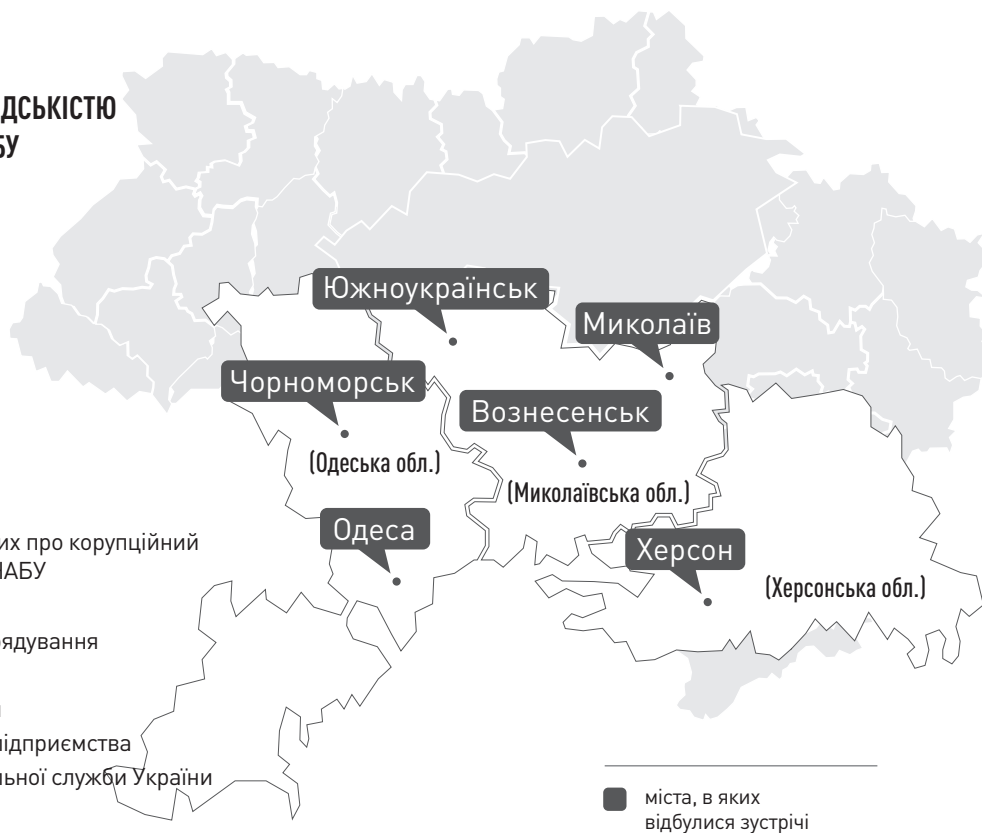 ДСЬКІСТЮ
БУ
Южноукраїнськ
Миколаїв
Чорноморськ
Вознесенськ
(Одеська обл.)
(Миколаївська обл.)
Одеса
Херсон
(Херсонська обл.)
их про корупційний
НАБУ
рядування
підприємства
льної служби України
міста, в яких
відбулися зустрічі